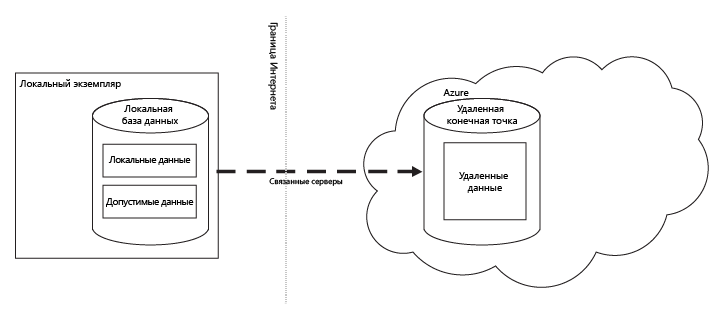 Локальный экземпляр
Локальная
база данных
Локальные данные
Допустимые данные
Граница Интернета
Связанные серверы
Azure
Удаленная
конечная точка
Удаленные
данные